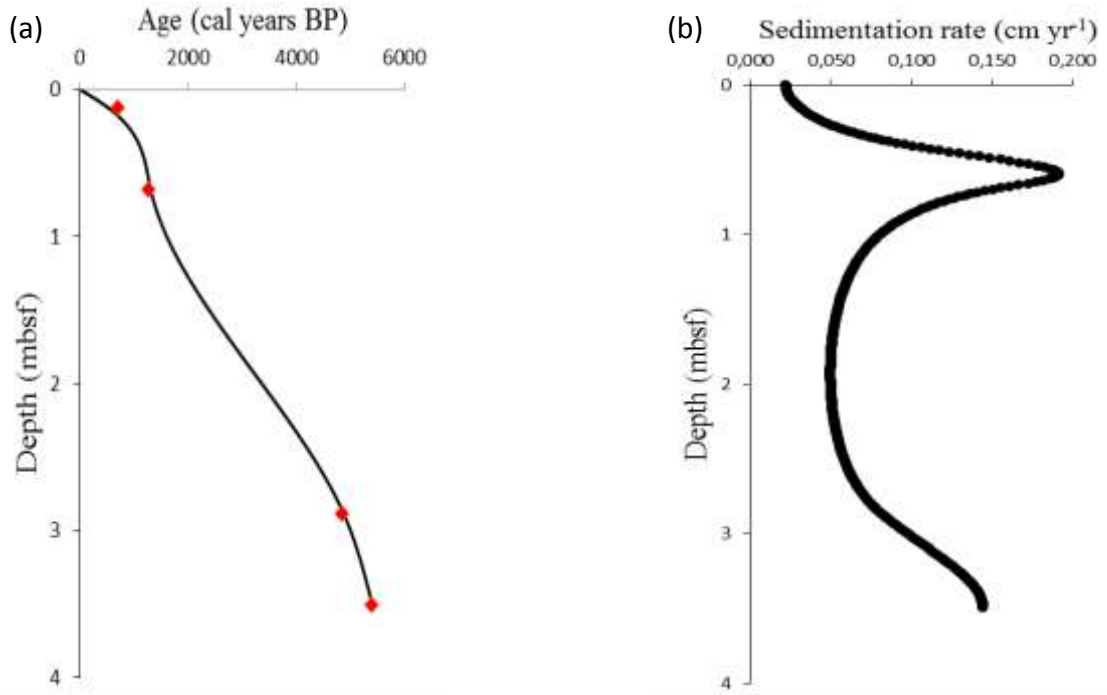 (a)
Age (cal years BP)
0 2000 4000 6000
0
1
2
3
4
Depth (mbsf)
(b)
Sedimentation rate (cm yr-1)
0,000 0,050 0,100 0,150 0,200
0
1
2
3
4
Depth (mbsf)